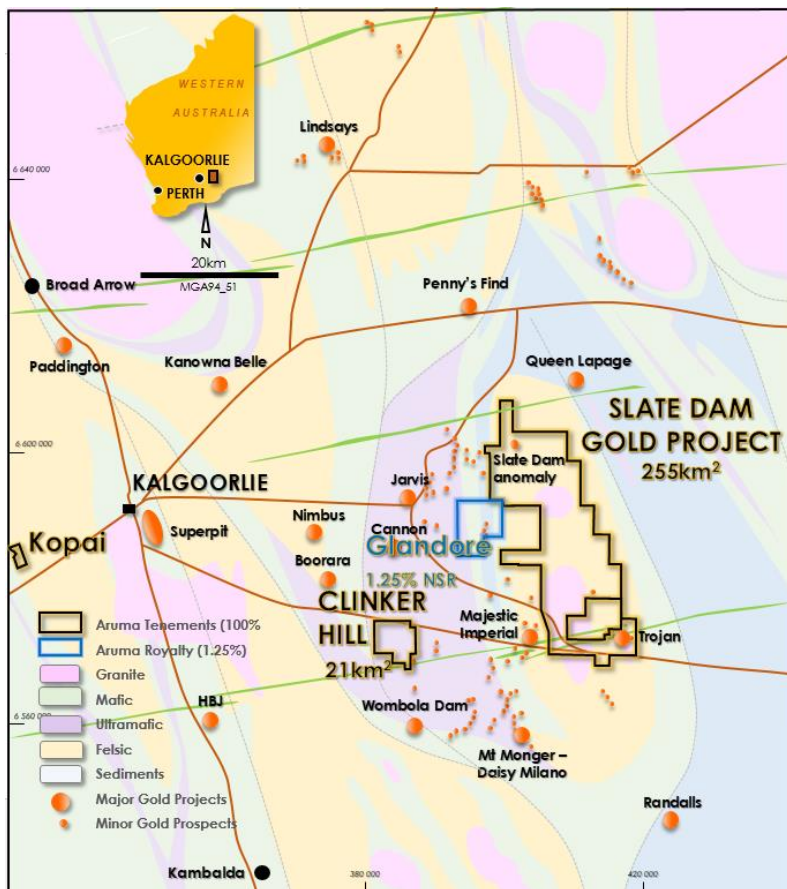 WESTERN
AUSTRALIA
KALGOORLIE
PERTH
N
20km
MGA94_51
6 640 000
Lindsays
Broad Arrow
Paddington
Kanowna Belle
Penny's Find
Queen Lapage
6 600 000
SLATE DAM
GOLD PROJECT
255km²
Slate Dam
anomaly
KALGOORLIE
Jarvis
Superpit
Nimbus
Cannon
Kopai
Glandore
1.25% NSR
Boorara
CLINKER
HILL
21km²
Majestic
Imperial
Trojan
Aruma Tenements (100%
Aruma Royalty (1.25%)
Granite
Mafic
Ultramafic
Felsic
Sediments
Major Gold Projects
Minor Gold Prospects
HBJ
6 560 000
Wombola Dam
Mt Monger –
Daisy Milano
Randalls
Kambalda
380 000
420 000